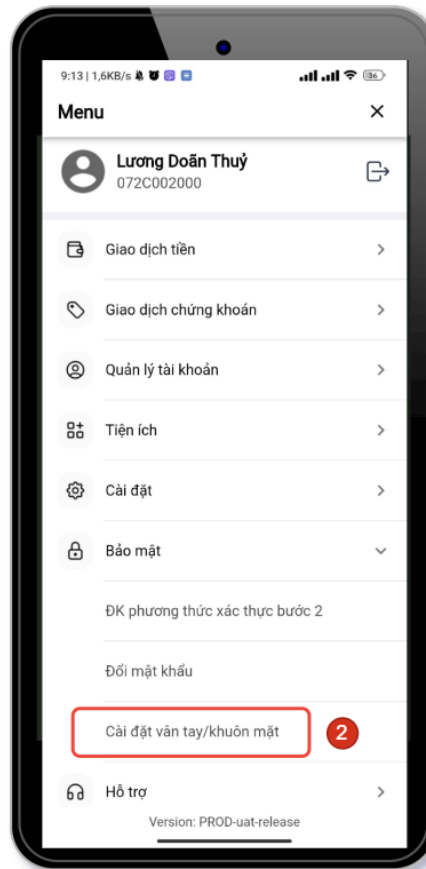 9:13 | 1,6KB/s
36
Menu
Lương Doãn Thuỷ
072C002000
Giao dịch tiền
Giao dịch chứng khoán
Quản lý tài khoản
Tiện ích
Cài đặt
Bảo mật
ĐK phương thức xác thực bước 2
Đổi mật khẩu
Cài đặt vân tay/khuôn mặt
2
Hỗ trợ
Version: PROD-uat-release